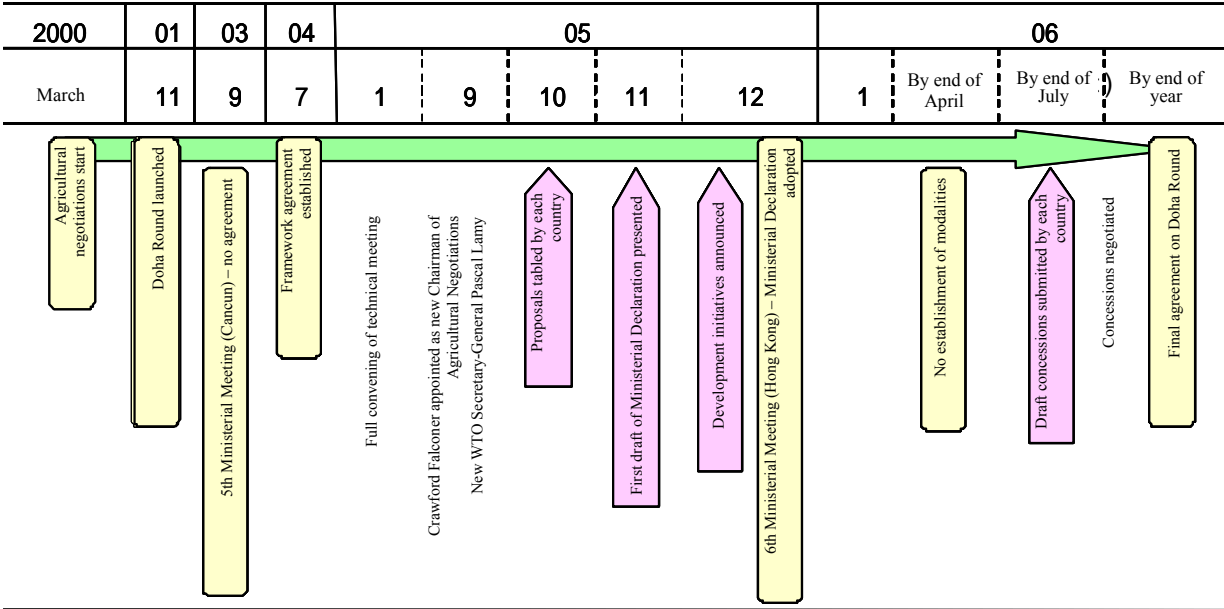 2000
01
03
04
05
06
March
11
9
7
1
9
10
11
12
1
By end of
April
By end of
July
)
By end of
year
Agricultural
negotiations start
Doha Round launched
5th Ministerial Meeting (Cancun) – no agreement
Framework agreement
established
Full convening of technical meeting
Crawford Falconer appointed as new Chairman of
Agricultural Negotiations
New WTO Secretary-General Pascal Lamy
Proposals tabled by each
country
First draft of Ministerial Declaration presented
Development initiatives announced
6th Ministerial Meeting (Hong Kong) – Ministerial Declaration
adopted
No establishment of modalities
Draft concessions submitted by each
country
Concessions negotiated
Final agreement on Doha Round